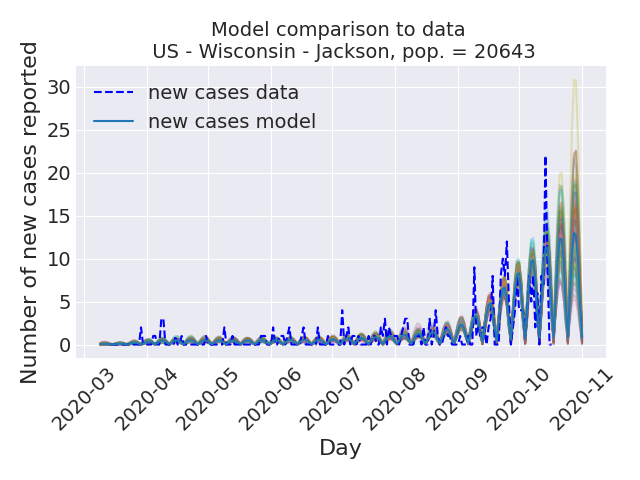 Model comparison to data
US - Wisconsin - Jackson, pop. = 20643
Number of new cases reported
30
25
20
15
10
5
0
new cases data
new cases model
2020-03
2020-04
2020-05
2020-06
2020-07
2020-08
2020-09
2020-10
2020-11
Day